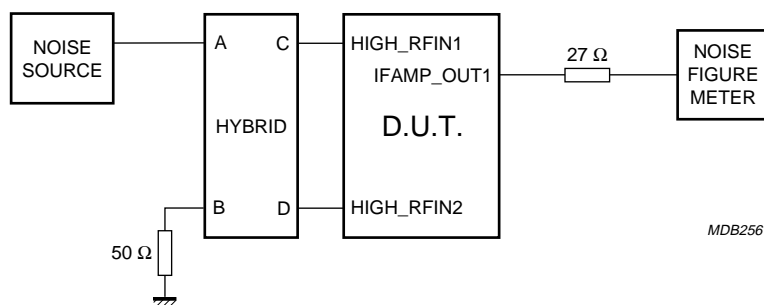 NOISE
SOURCE
A
C
HIGH_RFIN1
IFAMP_OUT1
27 Ω
NOISE
FIGURE
METER
HYBRID
D.U.T.
B
D
HIGH_RFIN2
50 Ω
MDB256